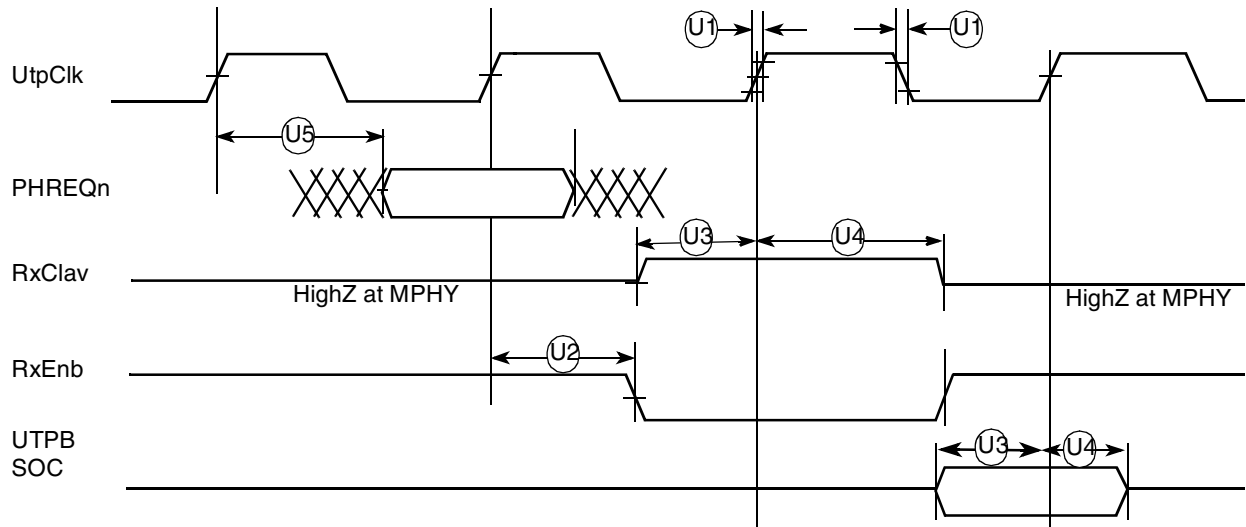 U1 U1
UtpClk
U5
PHREQn
U3 U4
RxClav
HighZ at MPHY HighZ at MPHY
U2
RxEnb
UTPB
SOC
U3 U4